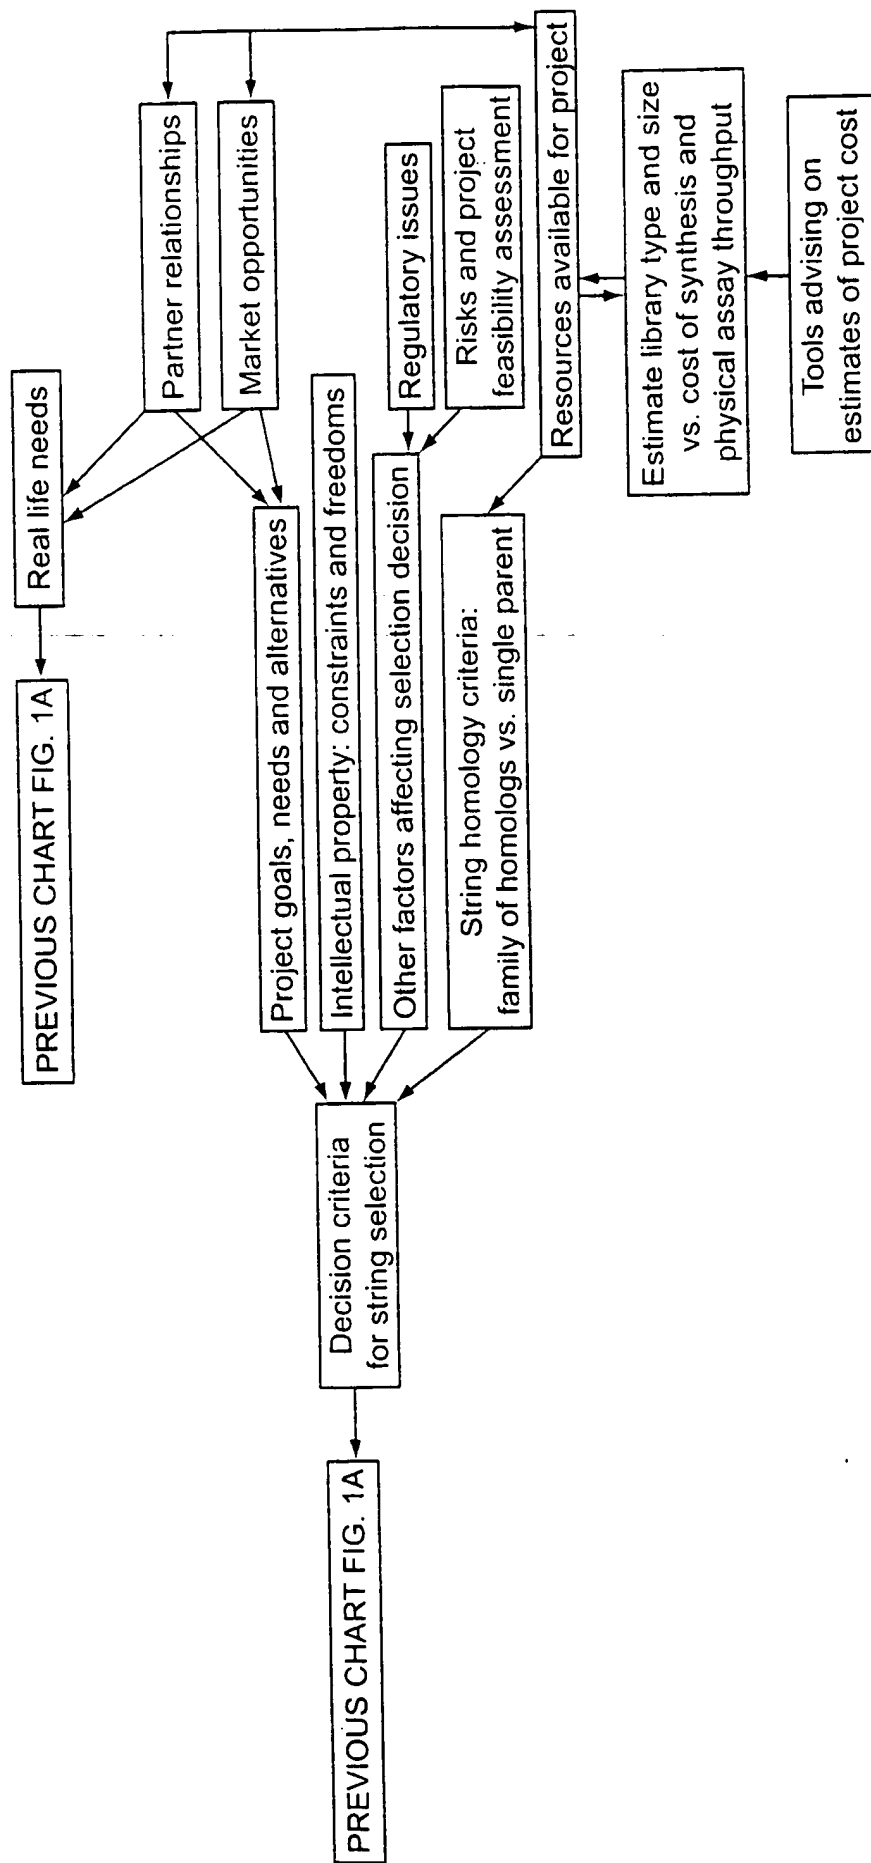 PREVIOUS CHART FIG. 1A
Real life needs
Partner relationships
Market opportunities
Project goals, needs and alternatives
Intellectual property: constraints and freedoms
Regulatory issues
Other factors affecting selection decision
Risks and project
feasibility assessment
PREVIOUS CHART FIG. 1A
Decision criteria
for string selection
String homology criteria:
family of homologs vs. single parent
Resources available for project
Estimate library type and size
vs. cost of synthesis and
physical assay throughput
Tools advising on
estimates of project cost